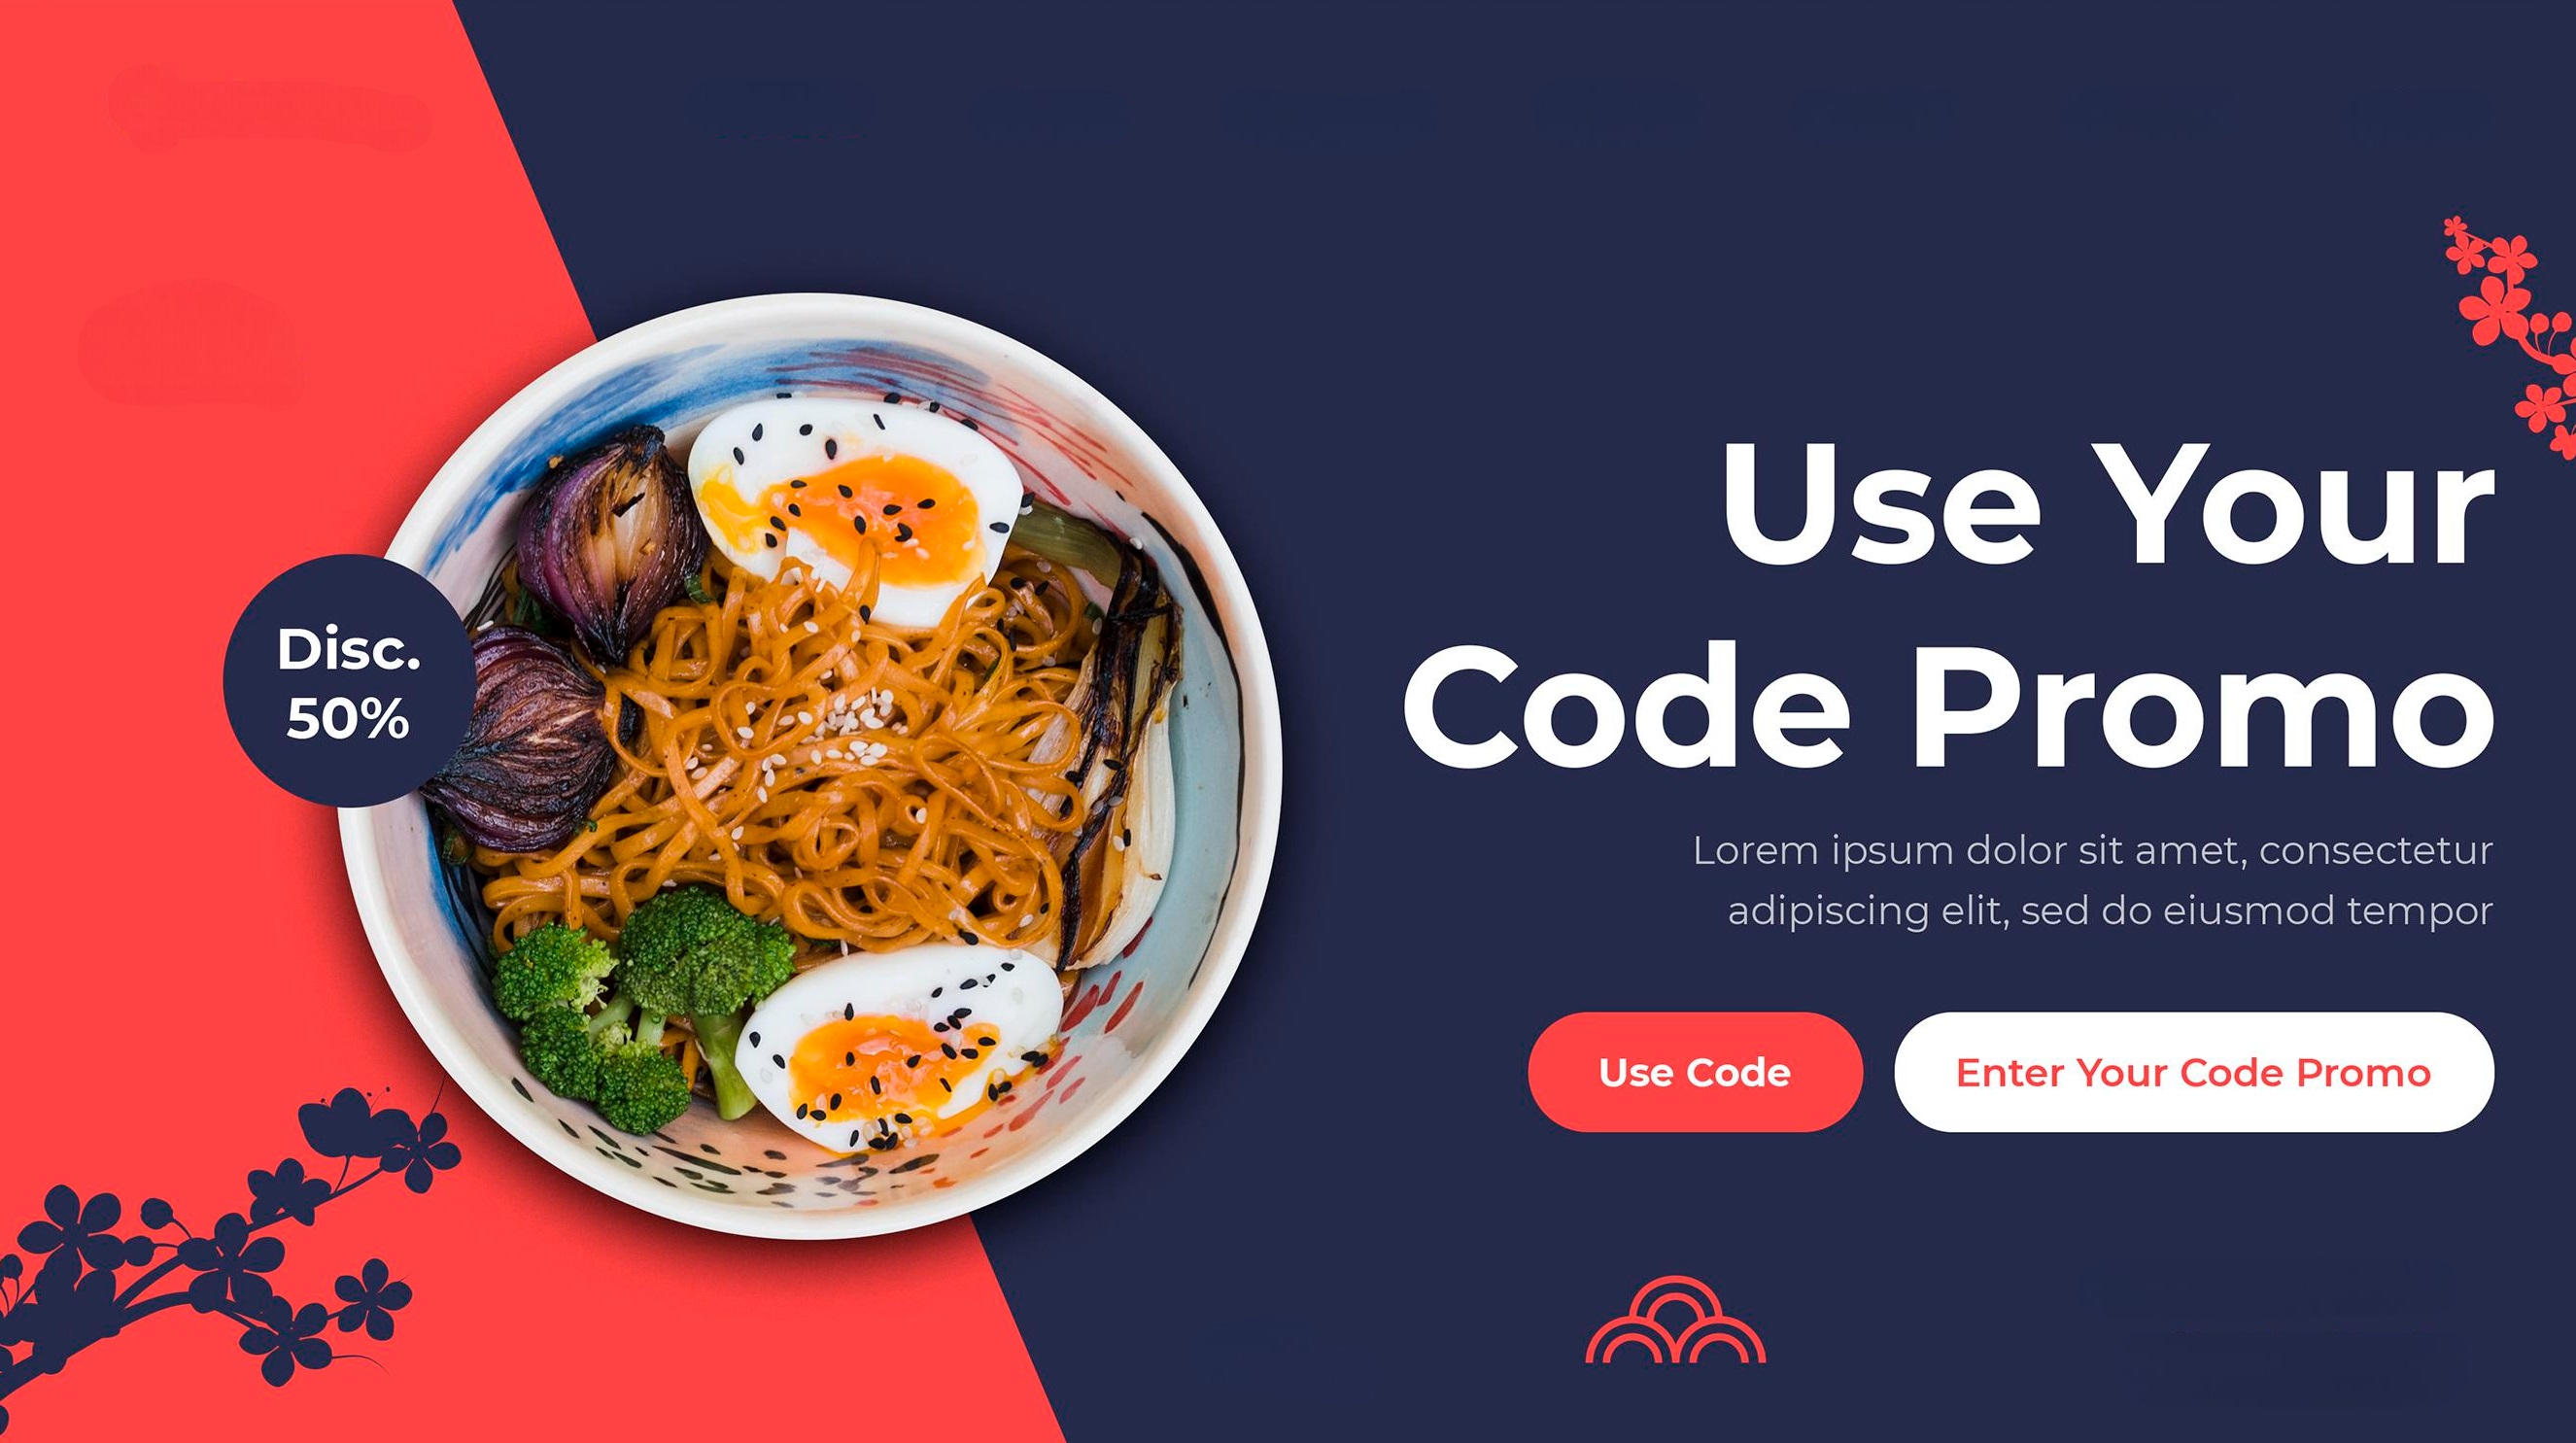 Disc.
50%
Use Your
Code Promo
Lorem ipsum dolor sit amet, consectetur
adipiscing elit, sed do eiusmod tempor
Use Code
Enter Your Code Promo